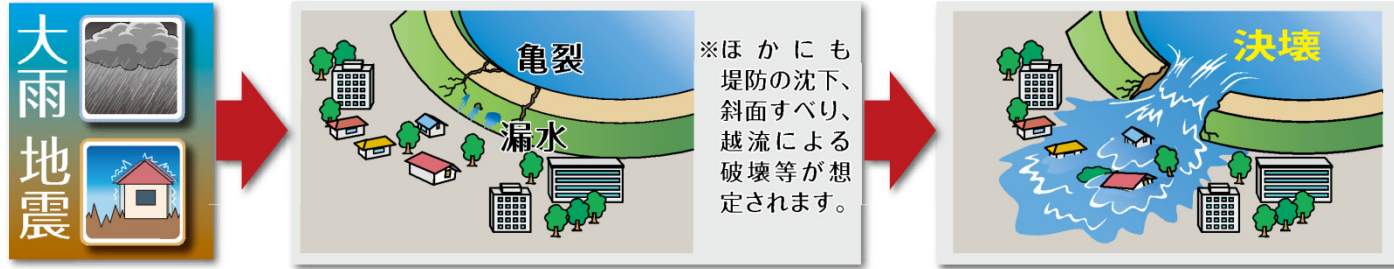 大雨
地震
亀裂
漏水
※ほかにも
堤防の沈下、
斜面すべり、
越流による
破壊等が想
定されます。
決壊